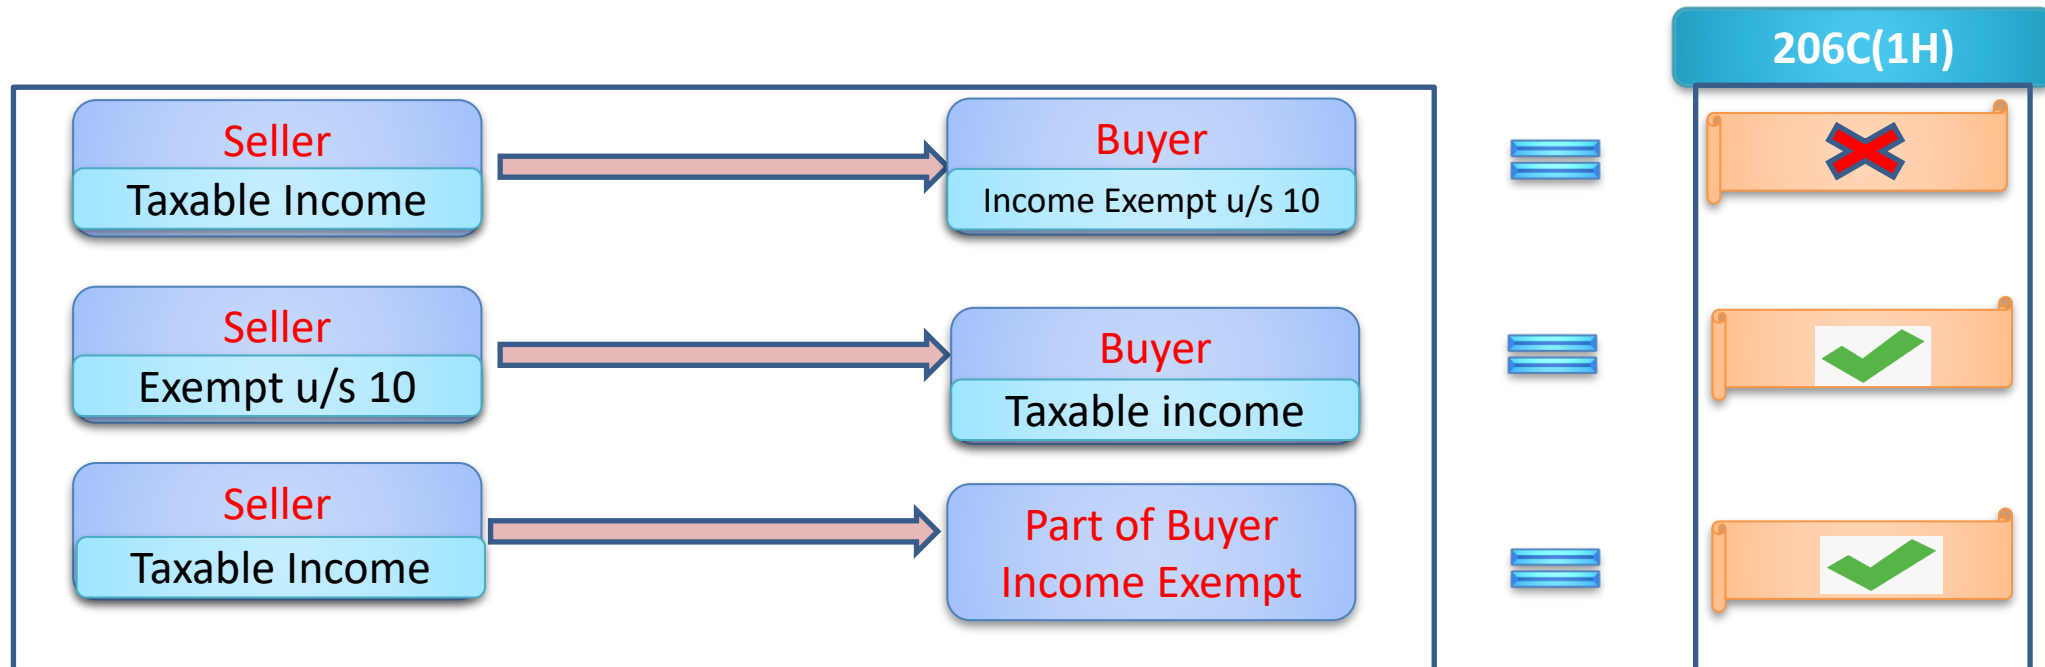 206C(1H)
Seller
Taxable Income
Buyer
Income Exempt u/s 10
Seller
Exempt u/s 10
Buyer
Taxable income
Seller
Taxable Income
Part of Buyer
Income Exempt